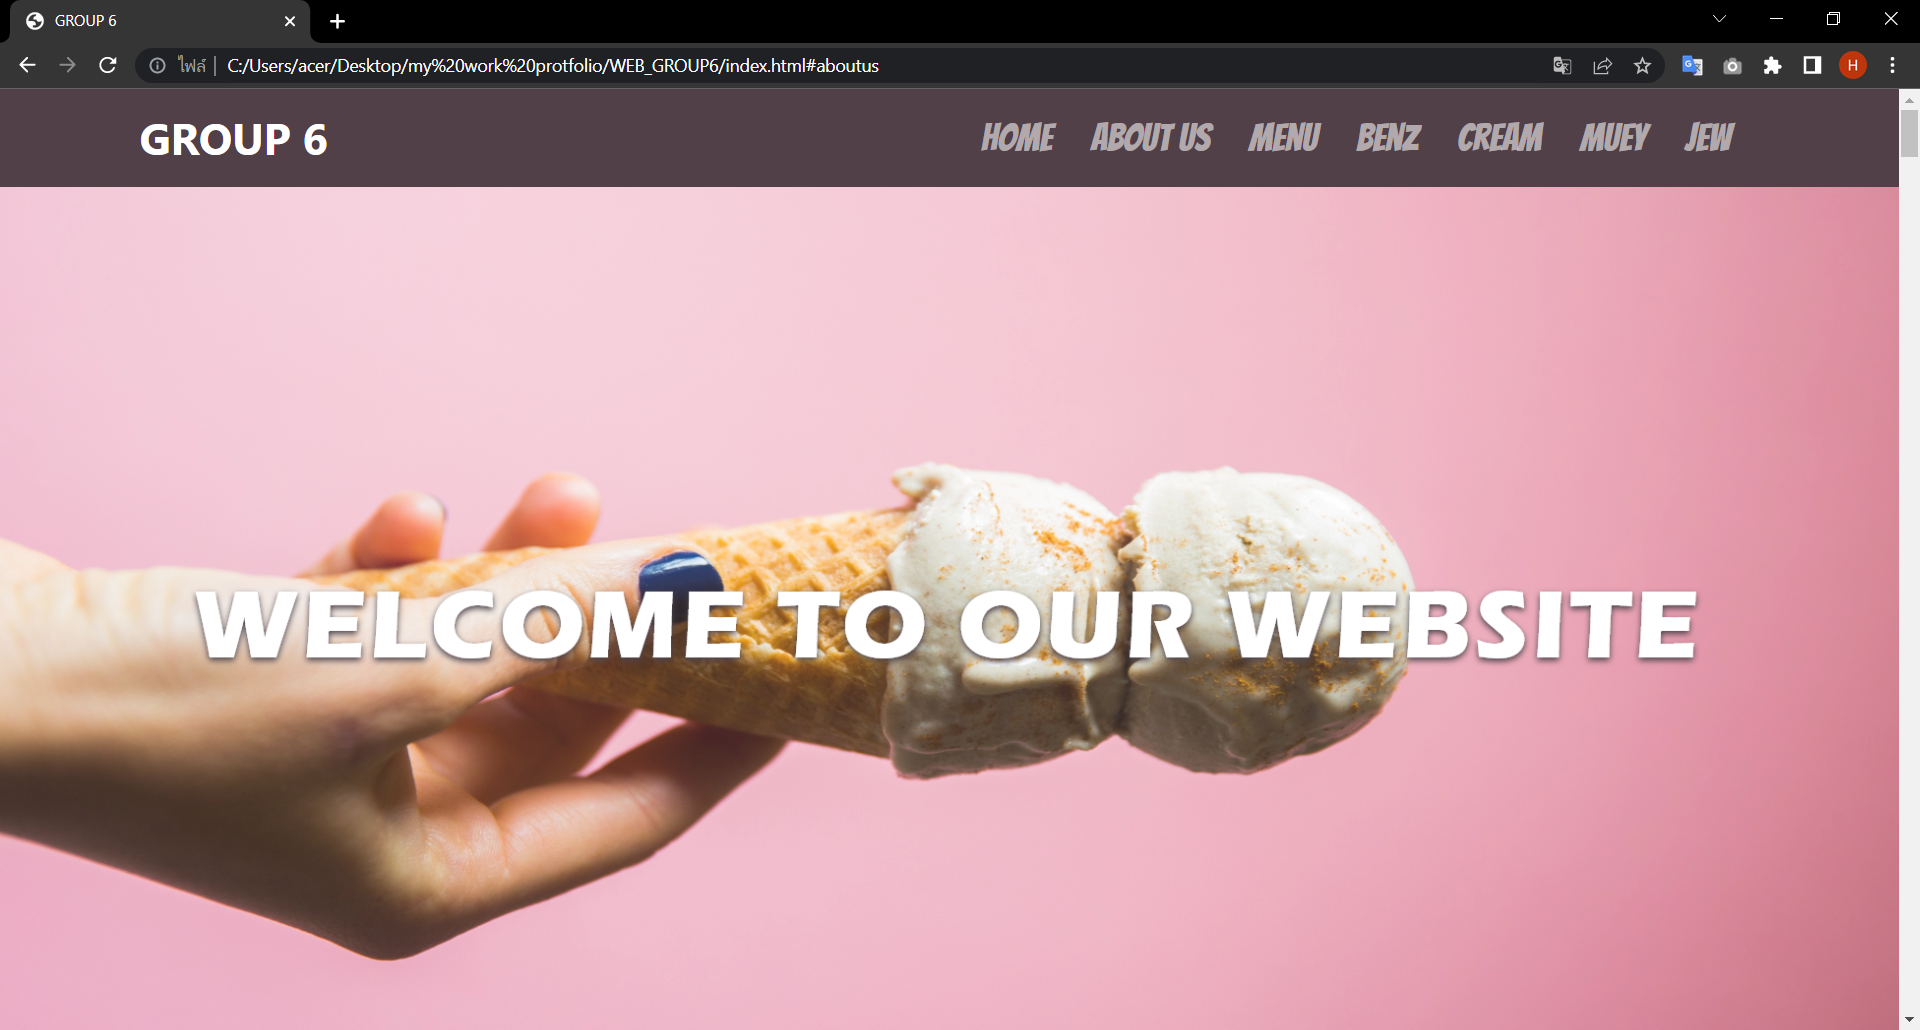 GROUP 6
ไฟล์ C:/Users/acer/Desktop/my%20work%20protfolio/WEB_GROUP6/index.html#aboutus
H
GROUP 6
HOME ABOUT US MENU BENZ CREAM MUEY JEW
WELCOME TO OUR WEBSITE